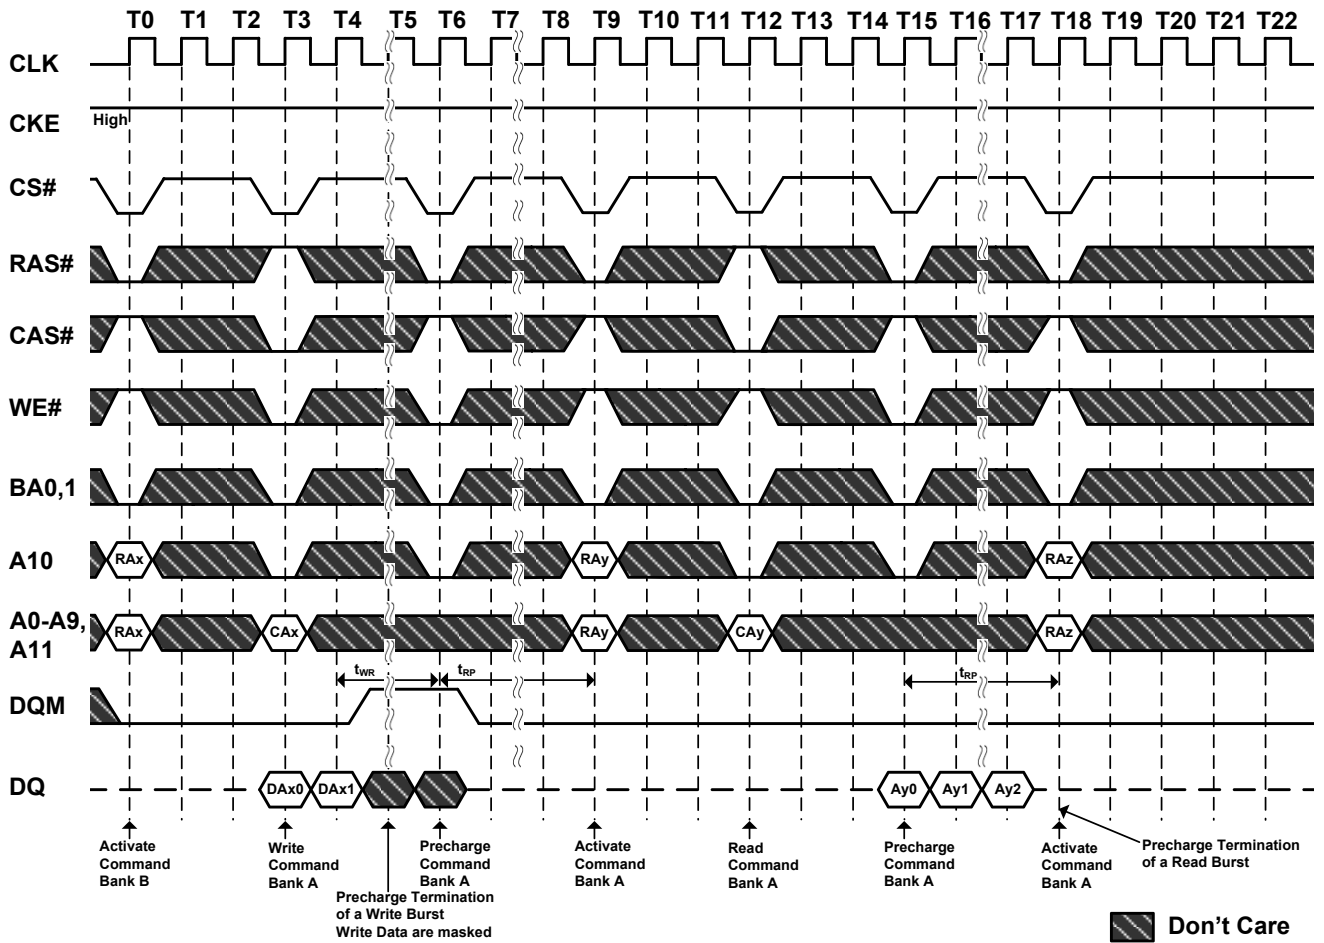 T0 T1 T2 T3 T4 T5 T6 T7 T8 T9 T10 T11 T12 T13 T14 T15 T16 T17 T18 T19 T20 T21 T22
CLK
CKE
High
CS#
RAS#
CAS#
WE#
BA0,1
A10
RAx RAy RAz
A0-A9,
A11
RAx CAx RAy CAy RAz
tWR tRP tRP
DQM
DQ
DAx0 DAx1 Ay0 Ay1 Ay2
Activate
Command
Bank B
Write
Command
Bank A
Precharge Termination
of a Write Burst
Write Data are masked
Precharge
Command
Bank A
Activate
Command
Bank A
Read
Command
Bank A
Precharge
Command
Bank A
Activate
Command
Bank A
Precharge Termination
of a Read Burst
Don't Care